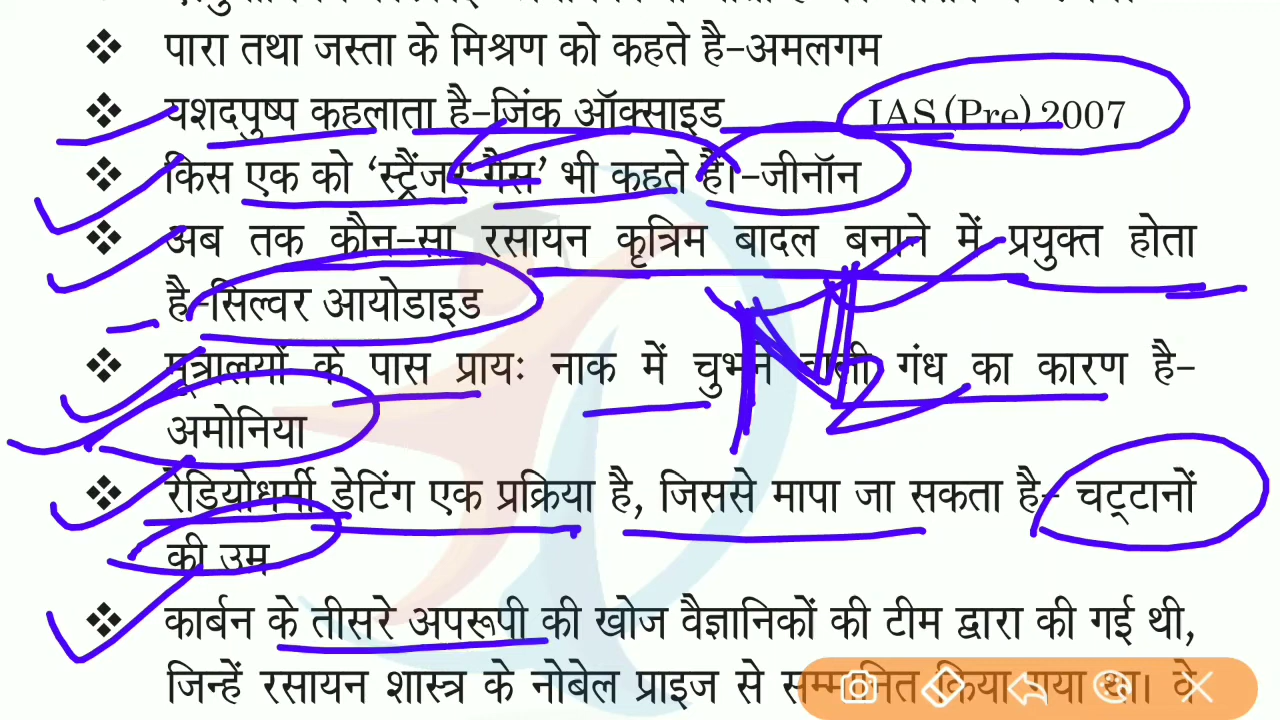 ❖ पारा तथा जस्ता के मिश्रण को कहते है–अमलगम
❖ यशदपुष्प कहलाता है–जिंक ऑक्साइड IAS (Pre) 2007
❖ किस एक को ‘स्ट्रैंजर गैस’ भी कहते हैं।–जीनॉन
❖ अब तक कौन–सा रसायन कृत्रिम बादल बनाने में प्रयुक्त होता
है–सिल्वर आयोडाइड
❖ मूत्रालयों के पास प्रायः नाक में चुभने वाली गंध का कारण है–
अमोनिया
❖ रेडियोधर्मी डेटिंग एक प्रक्रिया है, जिससे मापा जा सकता है– चट्टानों
की उम्र
❖ कार्बन के तीसरे अपरूपी की खोज वैज्ञानिकों की टीम द्वारा की गई थी,
जिन्हें रसायन शास्त्र के नोबेल प्राइज से सम्मानित किया गया था। वे